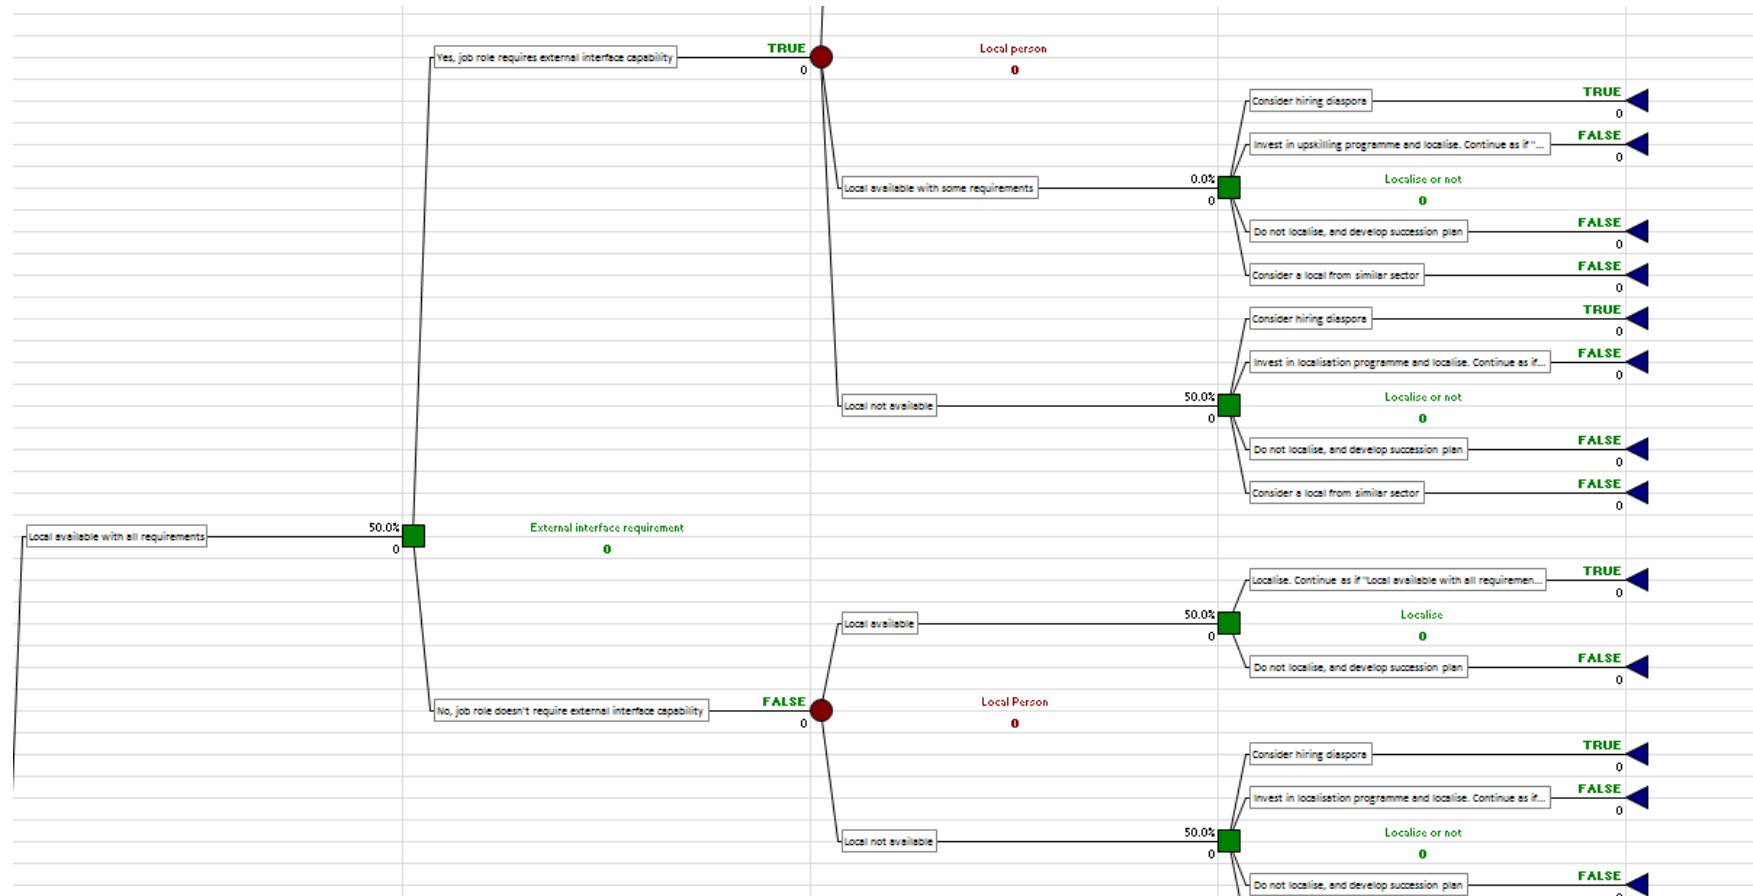 TRUE
Yes, job role requires external interface capability
0
Local person
0
TRUE
Consider hiring diaspora
0
FALSE
Invest in upskilling programme and localise. Continue as if "...
0
0.0%
Localise or not
Local available with some requirements
0
0
FALSE
Do not localise, and develop succession plan
0
FALSE
Consider a local from similar sector
0
TRUE
Consider hiring diaspora
0
FALSE
Invest in localisation programme and localise. Continue as if...
0
50.0%
Localise or not
Local not available
0
0
FALSE
Do not localise, and develop succession plan
0
FALSE
Consider a local from similar sector
0
50.0%
External interface requirement
Local available with all requirements
0
0
TRUE
Localise. Continue as if "Local available with all requiremen...
0
50.0%
Localise
Local available
0
0
FALSE
Do not localise, and develop succession plan
0
FALSE
No, job role doesn't require external interface capability
0
Local Person
0
TRUE
Consider hiring diaspora
0
FALSE
Invest in localisation programme and localise. Continue as if...
0
50.0%
Localise or not
Local not available
0
0
FALSE
Do not localise, and develop succession plan